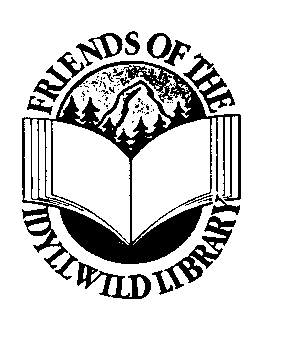 FRIENDS OF THE
IDYLLWILD LIBRARY